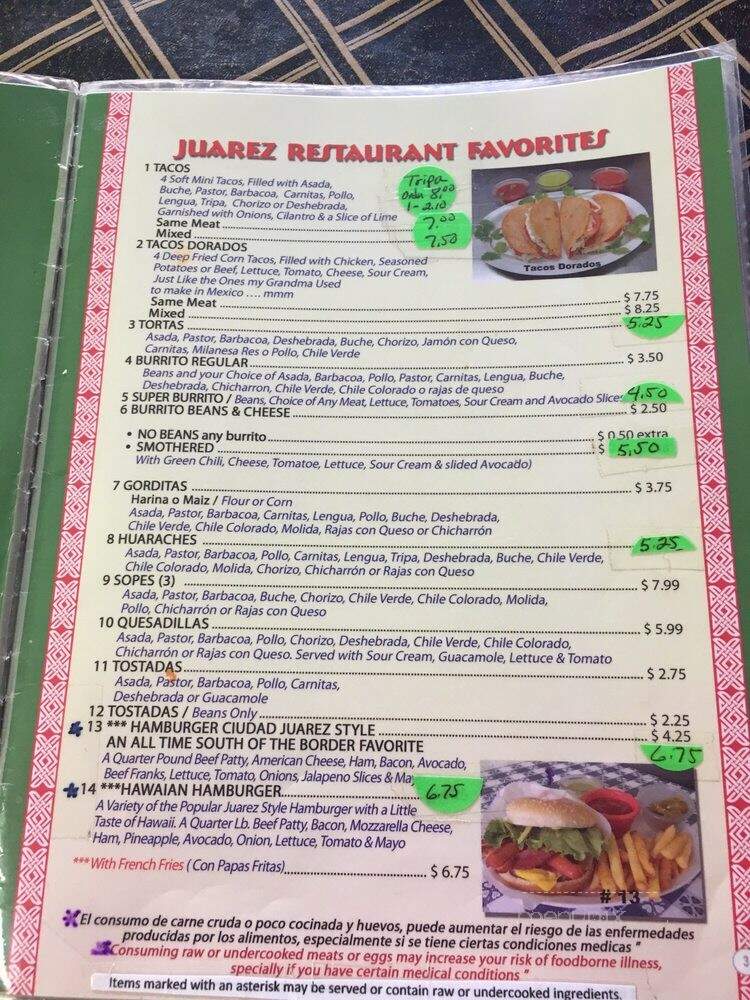 JUAREZ RESTAURANT FAVORITES
1 TACOS
4 Soft Mini Tacos, Filled with Asada,
Buche, Pastor, Barbacoa, Carnitas, Pollo,
Lengua, Tripa, Chorizo or Deshebrada,
Garnished with Onions, Cilantro & a Slice of Lime
Tripa
Ordn 8.00
1-2.10
Same Meat 7.00
Mixed 7.50
2 TACOS DORADOS
4 Deep Fried Corn Tacos, Filled with Chicken, Seasoned
Potatoes or Beef, Lettuce, Tomato, Cheese, Sour Cream,
Just Like the Ones my Grandma Used
to make in Mexico .... mmm
Tacos Dorados
Same Meat $ 7.75
Mixed $ 8.25
3 TORTAS 5.25
Asada, Pastor, Barbacoa, Deshebrada, Buche, Chorizo, Jamón con Queso,
Carnitas, Milanesa Res o Pollo, Chile Verde
4 BURRITO REGULAR $ 3.50
Beans and your Choice of Asada, Barbacoa, Pollo, Pastor, Carnitas, Lengua, Buche,
Deshebrada, Chicharron, Chile Verde, Chile Colorado o rajas de queso
5 SUPER BURRITO / Beans, Choice of Any Meat, Lettuce, Tomatoes, Sour Cream and Avocado Slices 4.50
6 BURRITO BEANS & CHEESE $ 2.50
• NO BEANS any burrito $ 0.50 extra
• SMOTHERED $ 5.50
With Green Chili, Cheese, Tomatoe, Lettuce, Sour Cream & slided Avocado)
7 GORDITAS $ 3.75
Harina o Maiz / Flour or Corn
Asada, Pastor, Barbacoa, Carnitas, Lengua, Pollo, Buche, Deshebrada,
Chile Verde, Chile Colorado, Molida, Rajas con Queso or Chicharrón
8 HUARACHES 5.25
Asada, Pastor, Barbacoa, Pollo, Carnitas, Lengua, Tripa, Deshebrada, Buche, Chile Verde,
Chile Colorado, Molida, Chorizo, Chicharrón or Rajas con Queso
9 SOPES (3) $ 7.99
Asada, Pastor, Barbacoa, Buche, Chorizo, Chile Verde, Chile Colorado, Molida,
Pollo, Chicharrón or Rajas con Queso
10 QUESADILLAS $ 5.99
Asada, Pastor, Barbacoa, Pollo, Chorizo, Deshebrada, Chile Verde, Chile Colorado,
Chicharrón or Rajas con Queso. Served with Sour Cream, Guacamole, Lettuce & Tomato
11 TOSTADAS $ 2.75
Asada, Pastor, Barbacoa, Pollo, Carnitas,
Deshebrada or Guacamole
12 TOSTADAS / Beans Only $ 2.25
13 *** HAMBURGER CIUDAD JUAREZ STYLE $ 4.25
AN ALL TIME SOUTH OF THE BORDER FAVORITE 6.75
A Quarter Pound Beef Patty, American Cheese, Ham, Bacon, Avocado,
Beef Franks, Lettuce, Tomato, Onions, Jalapeno Slices & May
14 ***HAWAIAN HAMBURGER 6.75
A Variety of the Popular Juarez Style Hamburger with a Little
Taste of Hawaii. A Quarter Lb. Beef Patty, Bacon, Mozzarella Cheese,
Ham, Pineapple, Avocado, Onion, Lettuce, Tomato & Mayo
***With French Fries (Con Papas Fritas) $ 6.75
# 13
El consumo de carne cruda o poco cocinada y huevos, puede aumentar el riesgo de las enfermedades
producidas por los alimentos, especialmente si se tiene ciertas condiciones medicas "
Consuming raw or undercooked meats or eggs may increase your risk of foodborne illness,
specially if you have certain medical conditions "
3
Items marked with an asterisk may be served or contain raw or undercooked ingredients.